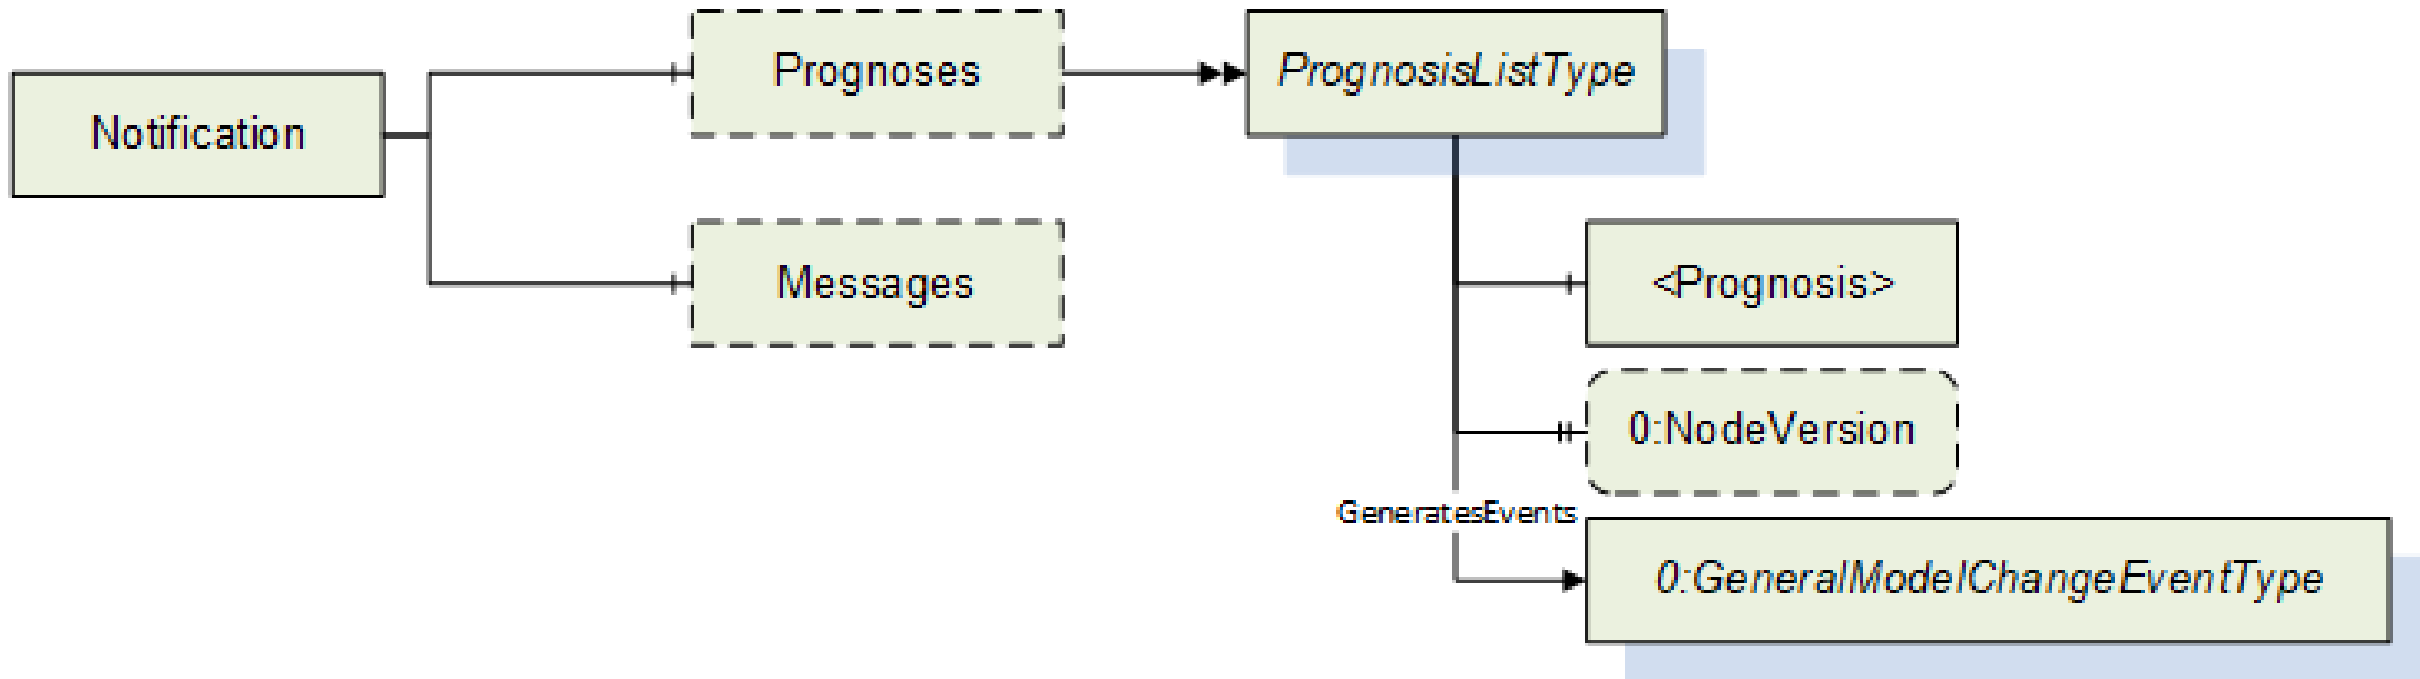 Notification
Prognoses
PrognosisListType
Messages
<Prognosis>
0:NodeVersion
GeneratesEvents
0:GeneralModelChangeEventType